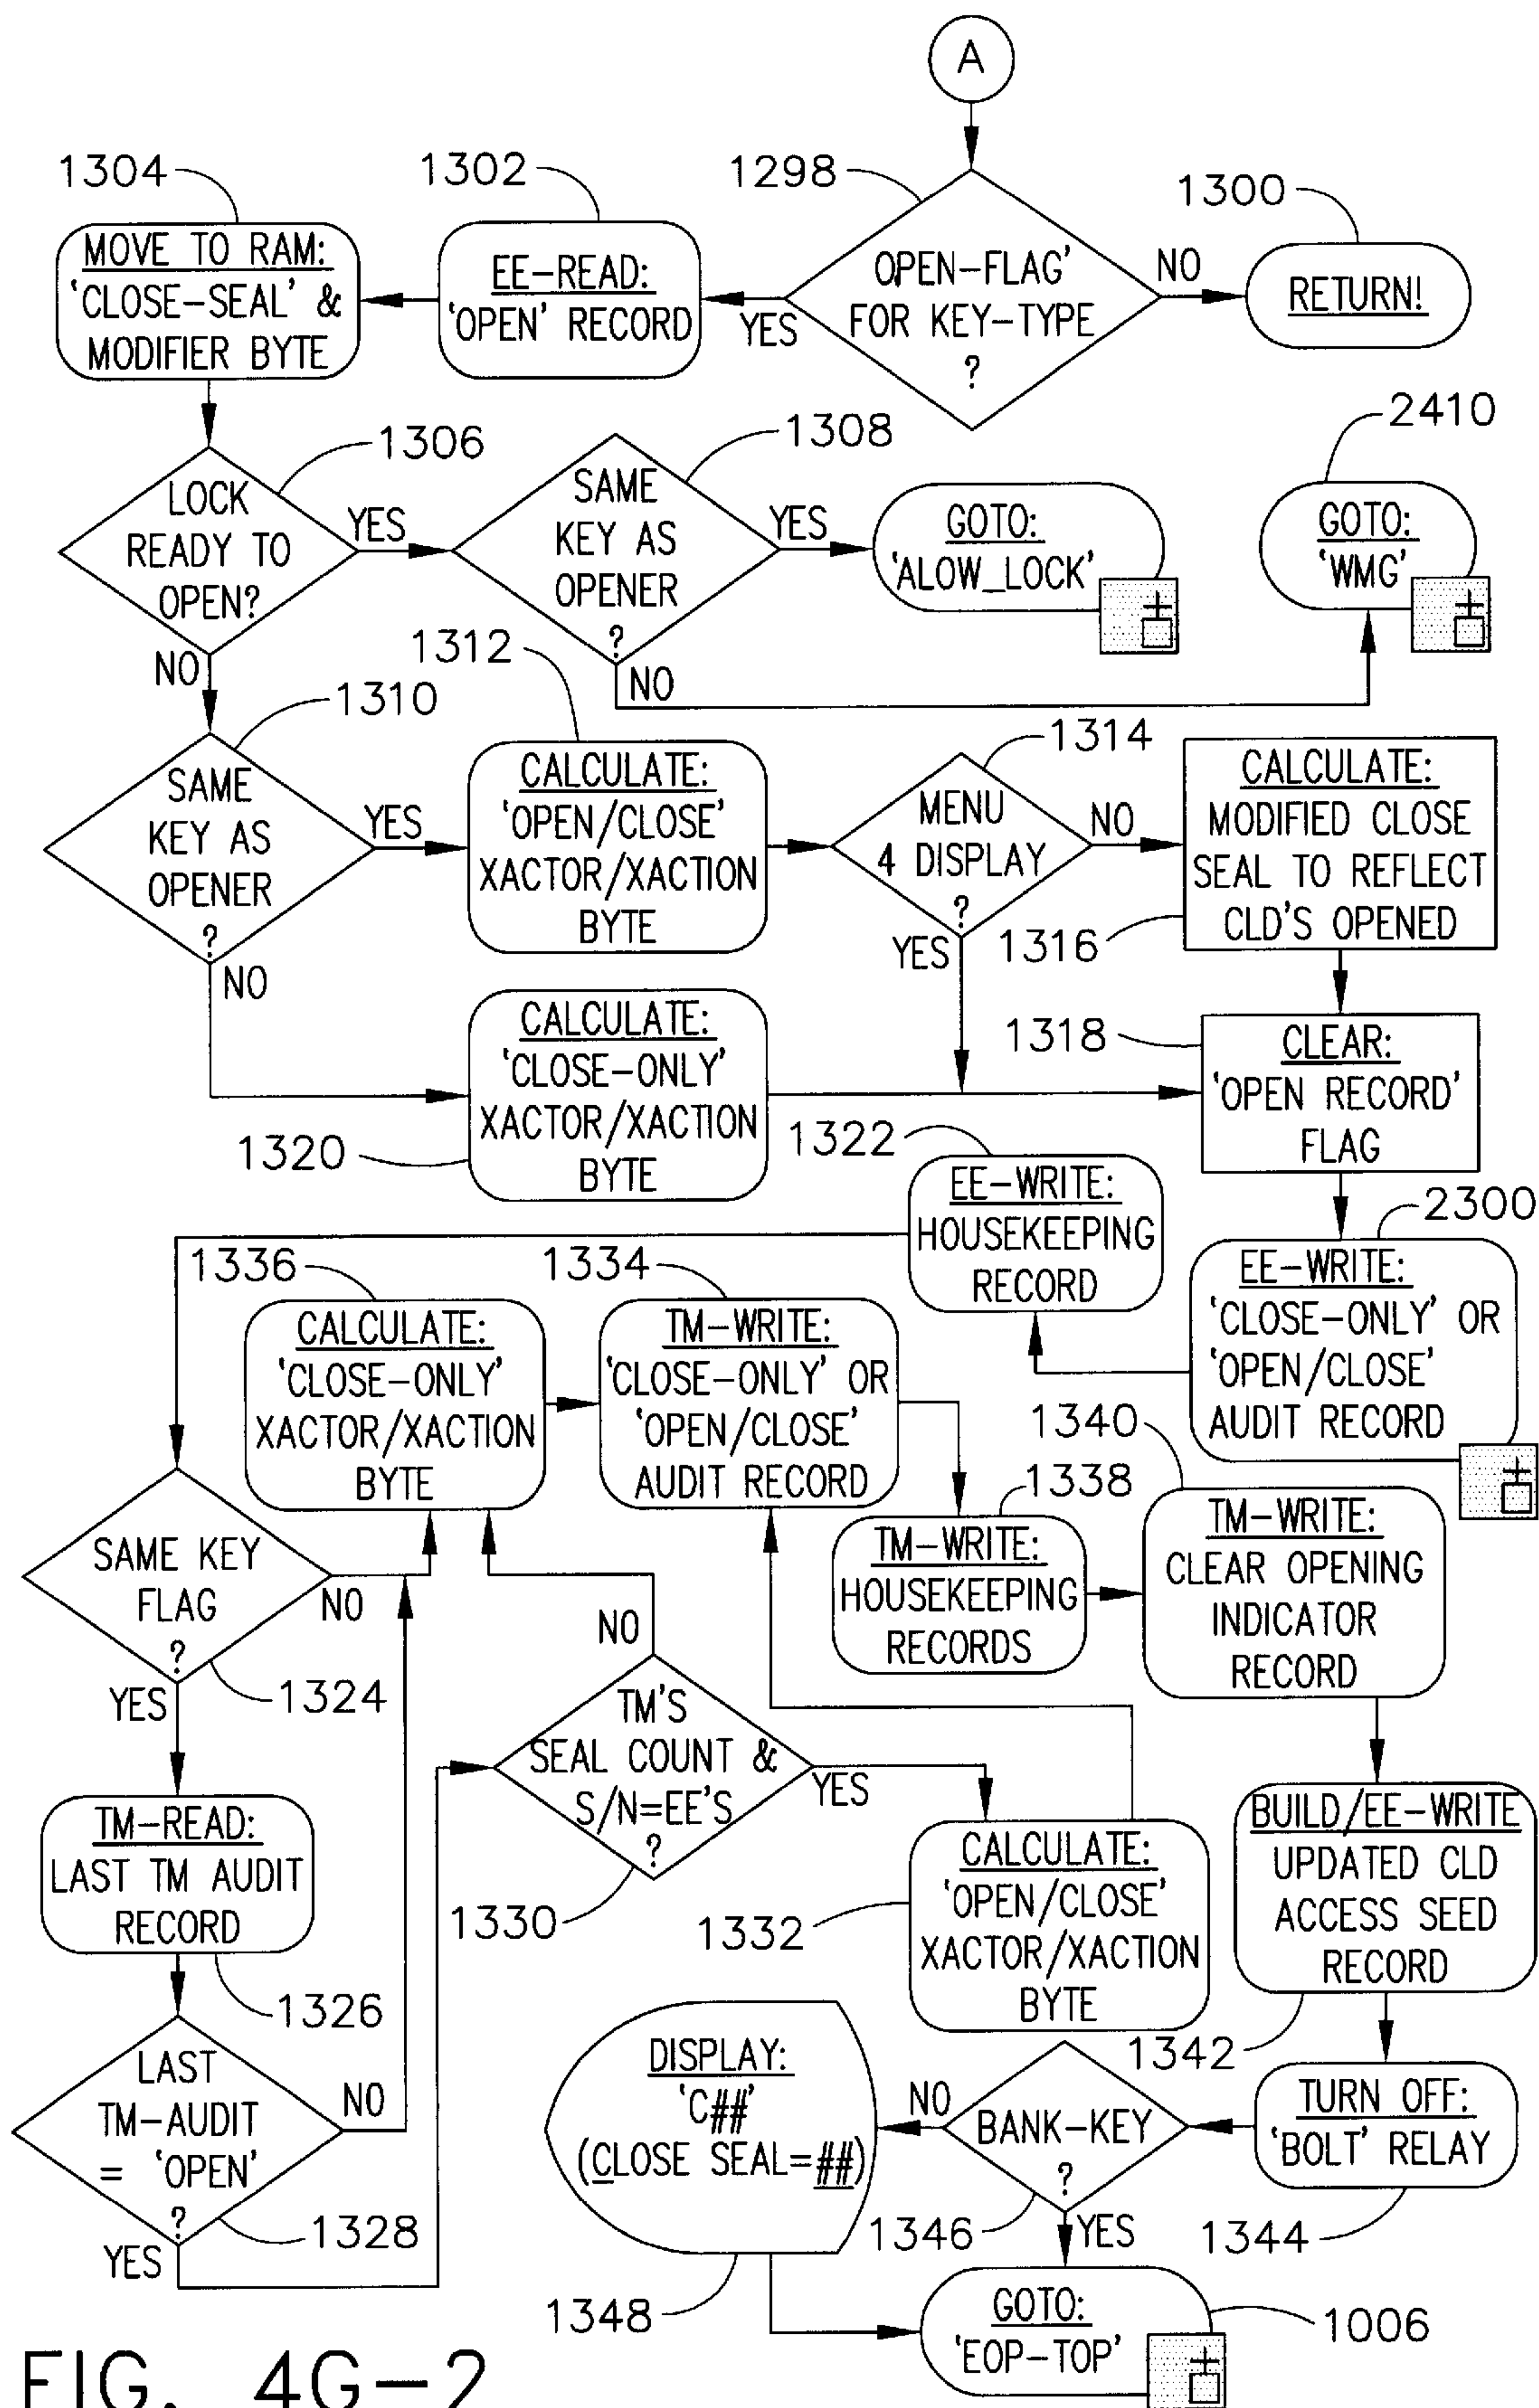 A
1304
1302
1298
1300
MOVE TO RAM:
'CLOSE-SEAL' &
MODIFIER BYTE
EE-READ:
'OPEN' RECORD
YES
OPEN-FLAG'
FOR KEY-TYPE
?
NO
RETURN!
2410
1306
1308
LOCK
READY TO
OPEN?
YES
NO
SAME
KEY AS
OPENER
?
YES
NO
GOTO:
'ALOW_LOCK'
GOTO:
'WMG'
1310
1312
1314
SAME
KEY AS
OPENER
?
YES
NO
CALCULATE:
'OPEN/CLOSE'
XACTOR/XACTION
BYTE
MENU
4 DISPLAY
?
NO
YES
CALCULATE:
MODIFIED CLOSE
SEAL TO REFLECT
CLD'S OPENED
1316
1318
CALCULATE:
'CLOSE-ONLY'
XACTOR/XACTION
BYTE
1320
CLEAR:
'OPEN RECORD'
FLAG
1322
EE-WRITE:
HOUSEKEEPING
RECORD
2300
EE-WRITE:
'CLOSE-ONLY' OR
'OPEN/CLOSE'
AUDIT RECORD
1336
1334
CALCULATE:
'CLOSE-ONLY'
XACTOR/XACTION
BYTE
TM-WRITE:
'CLOSE-ONLY' OR
'OPEN/CLOSE'
AUDIT RECORD
1340
1338
TM-WRITE:
HOUSEKEEPING
RECORDS
TM-WRITE:
CLEAR OPENING
INDICATOR
RECORD
SAME KEY
FLAG
?
NO
YES
1324
NO
TM'S
SEAL COUNT &
S/N=EE'S
?
YES
1330
TM-READ:
LAST TM AUDIT
RECORD
1326
1332
CALCULATE:
'OPEN/CLOSE'
XACTOR/XACTION
BYTE
BUILD/EE-WRITE
UPDATED CLD
ACCESS SEED
RECORD
1342
LAST
TM-AUDIT
= 'OPEN'
?
NO
YES
1328
DISPLAY:
'C##'
(CLOSE SEAL=##)
NO
BANK-KEY
?
YES
TURN OFF:
'BOLT' RELAY
1346
1344
1348
GOTO:
'EOP-TOP'
1006
FIG. 4G-2